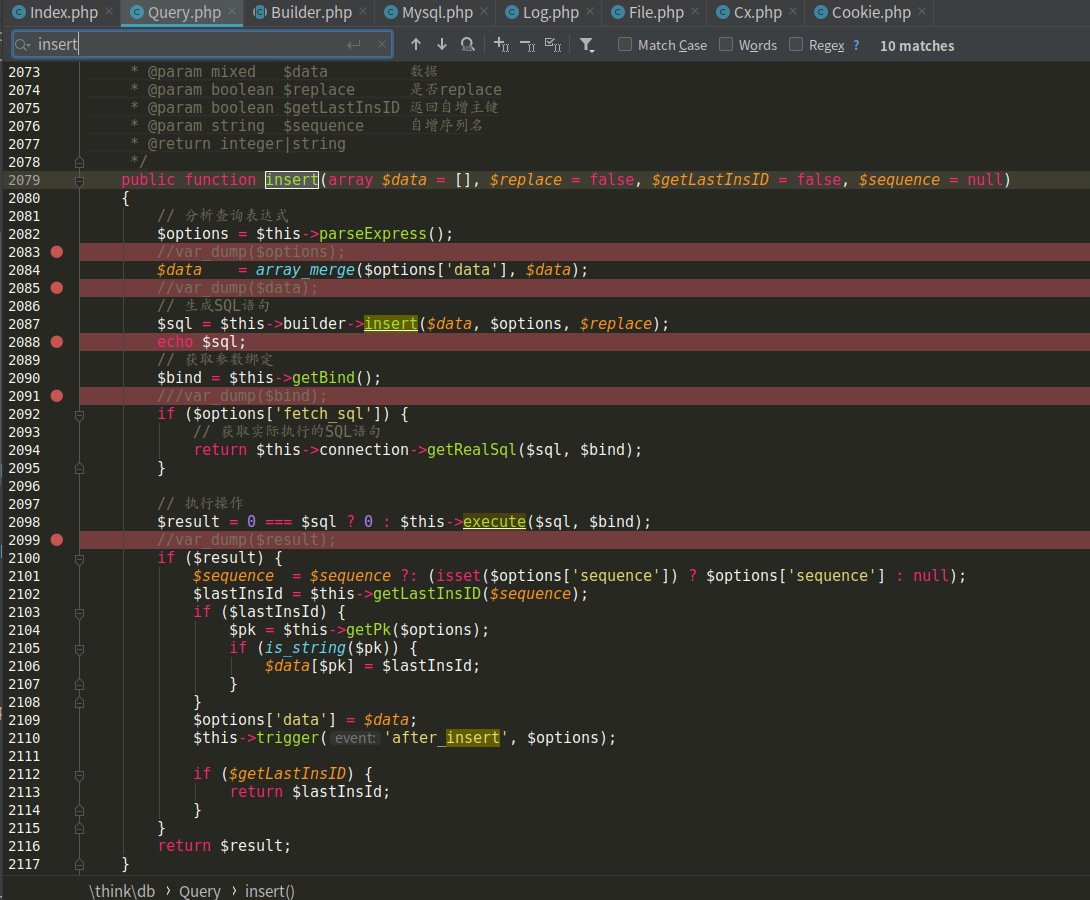 Index.php × Query.php × Builder.php × Mysql.php × Log.php × File.php × Cx.php × Cookie.php ×
insert Match Case Words Regex ? 10 matches
2073 * @param mixed $data 数据
2074 * @param boolean $replace 是否replace
2075 * @param boolean $getLastInsID 返回自增主键
2076 * @param string $sequence 自增序列名
2077 * @return integer|string
2078 */
2079 public function insert(array $data = [], $replace = false, $getLastInsID = false, $sequence = null)
2080 {
2081 // 分析查询表达式
2082 $options = $this->parseExpress();
2083 //var_dump($options);
2084 $data = array_merge($options['data'], $data);
2085 //var_dump($data);
2086 // 生成SQL语句
2087 $sql = $this->builder->insert($data, $options, $replace);
2088 echo $sql;
2089 // 获取参数绑定
2090 $bind = $this->getBind();
2091 ///var_dump($bind);
2092 if ($options['fetch_sql']) {
2093 // 获取实际执行的SQL语句
2094 return $this->connection->getRealSql($sql, $bind);
2095 }
2096
2097 // 执行操作
2098 $result = 0 === $sql ? 0 : $this->execute($sql, $bind);
2099 //var_dump($result);
2100 if ($result) {
2101 $sequence = $sequence ?: (isset($options['sequence']) ? $options['sequence'] : null);
2102 $lastInsId = $this->getLastInsID($sequence);
2103 if ($lastInsId) {
2104 $pk = $this->getPk($options);
2105 if (is_string($pk)) {
2106 $data[$pk] = $lastInsId;
2107 }
2108 }
2109 $options['data'] = $data;
2110 $this->trigger( event: 'after_insert', $options);
2111
2112 if ($getLastInsID) {
2113 return $lastInsId;
2114 }
2115 }
2116 return $result;
2117 }
\think\db › Query › insert()